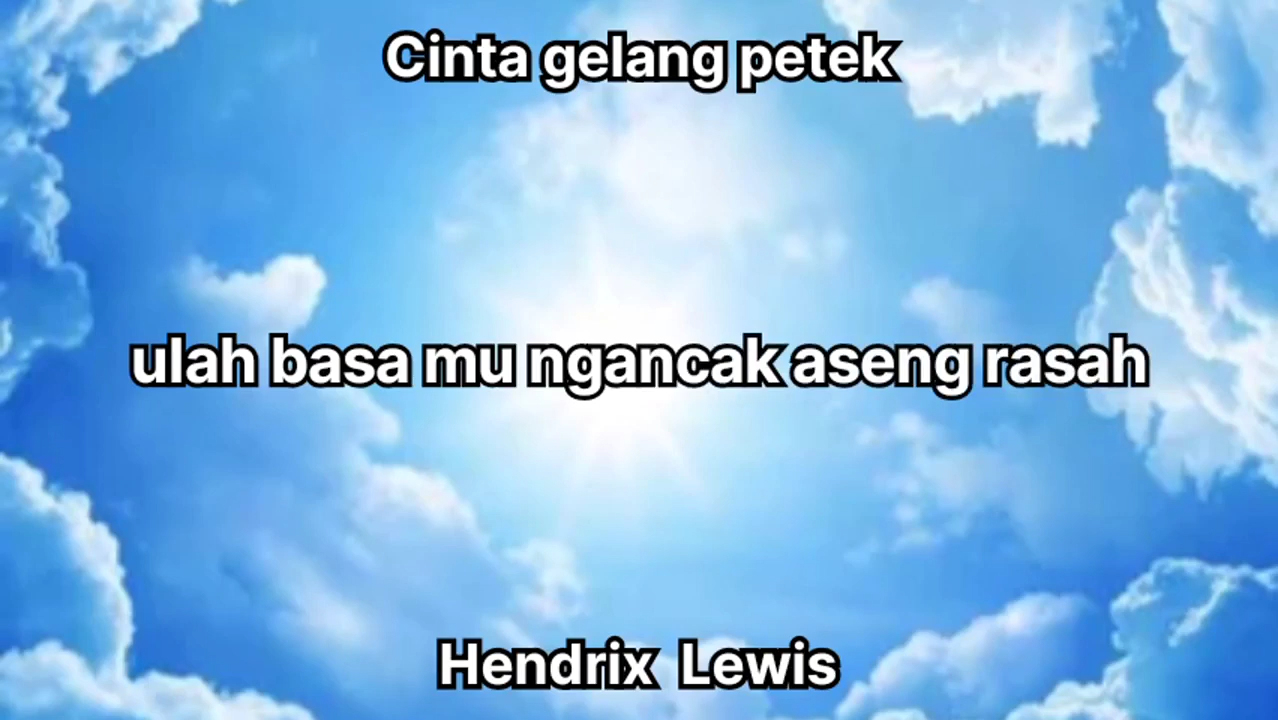 Cinta gelang petek
ulah basa mu ngancak aseng rasah
Hendrix Lewis